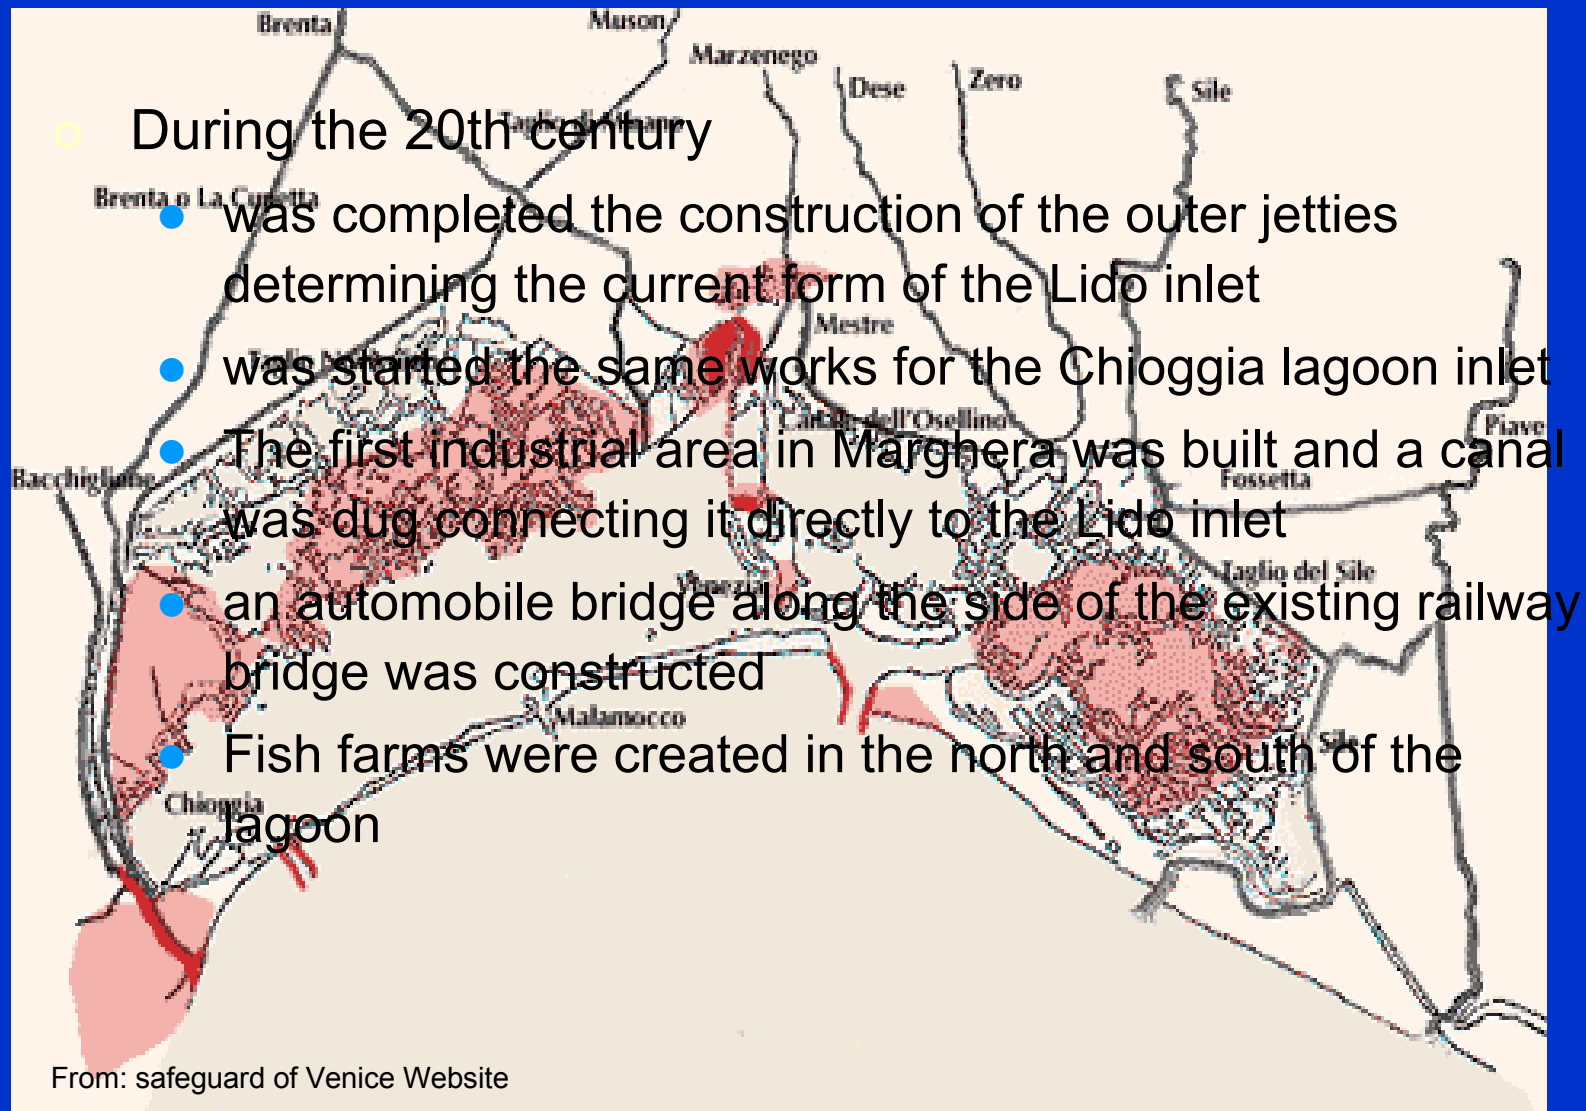 Brenta
Muson
Marzenego
Dese
Zero
Sile
During the 20th century
Brenta o La Cunetta
was completed the construction of the outer jetties
determining the current form of the Lido inlet
Mestre
was started the same works for the Chioggia lagoon inlet
Canale dell'Osellino
Piave
The first industrial area in Marghera was built and a canal
Bacchiglione
Fossetta
was dug connecting it directly to the Lido inlet
Taglio del Sile
Venezia
an automobile bridge along the side of the existing railway
bridge was constructed
Malamocco
Sile
Fish farms were created in the north and south of the
Chioggia
lagoon
From: safeguard of Venice Website